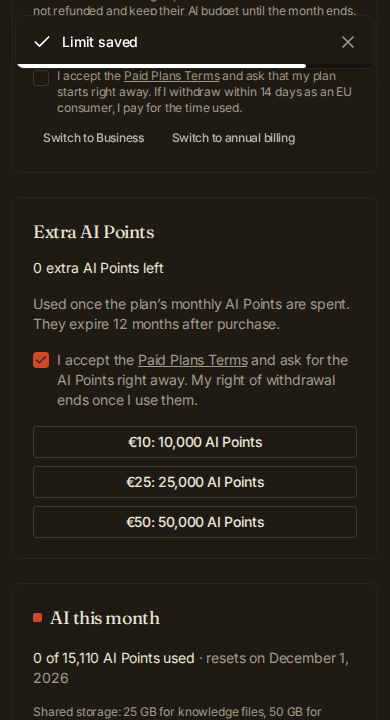 not refunded and keep their AI budget until the month ends.
Limit saved
I accept the Paid Plans Terms and ask that my plan
starts right away. If I withdraw within 14 days as an EU
consumer, I pay for the time used.
Switch to Business Switch to annual billing
Extra AI Points
0 extra AI Points left
Used once the plan's monthly AI Points are spent.
They expire 12 months after purchase.
I accept the Paid Plans Terms and ask for the
AI Points right away. My right of withdrawal
ends once I use them.
€10: 10,000 AI Points
€25: 25,000 AI Points
€50: 50,000 AI Points
AI this month
0 of 15,110 AI Points used · resets on December 1,
2026
Shared storage: 25 GB for knowledge files, 50 GB for